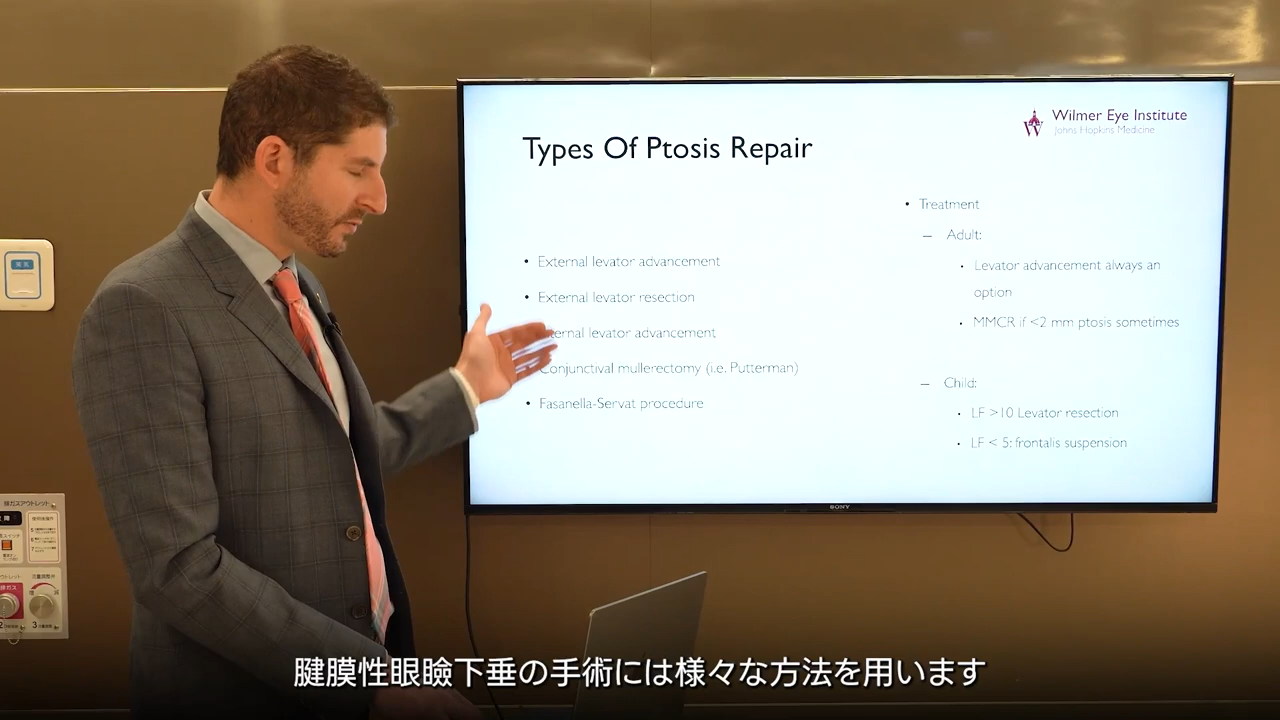 Wilmer Eye Institute
Johns Hopkins Medicine
Types Of Ptosis Repair
• External levator advancement
• External levator resection
ternal levator advancement
Conjunctival mullerectomy (i.e. Putterman)
• Fasanella-Servat procedure
• Treatment
– Adult:
• Levator advancement always an
option
• MMCR if <2 mm ptosis sometimes
– Child:
• LF >10 Levator resection
• LF < 5: frontalis suspension
SONY
腱膜性眼瞼下垂の手術には様々な方法を用います